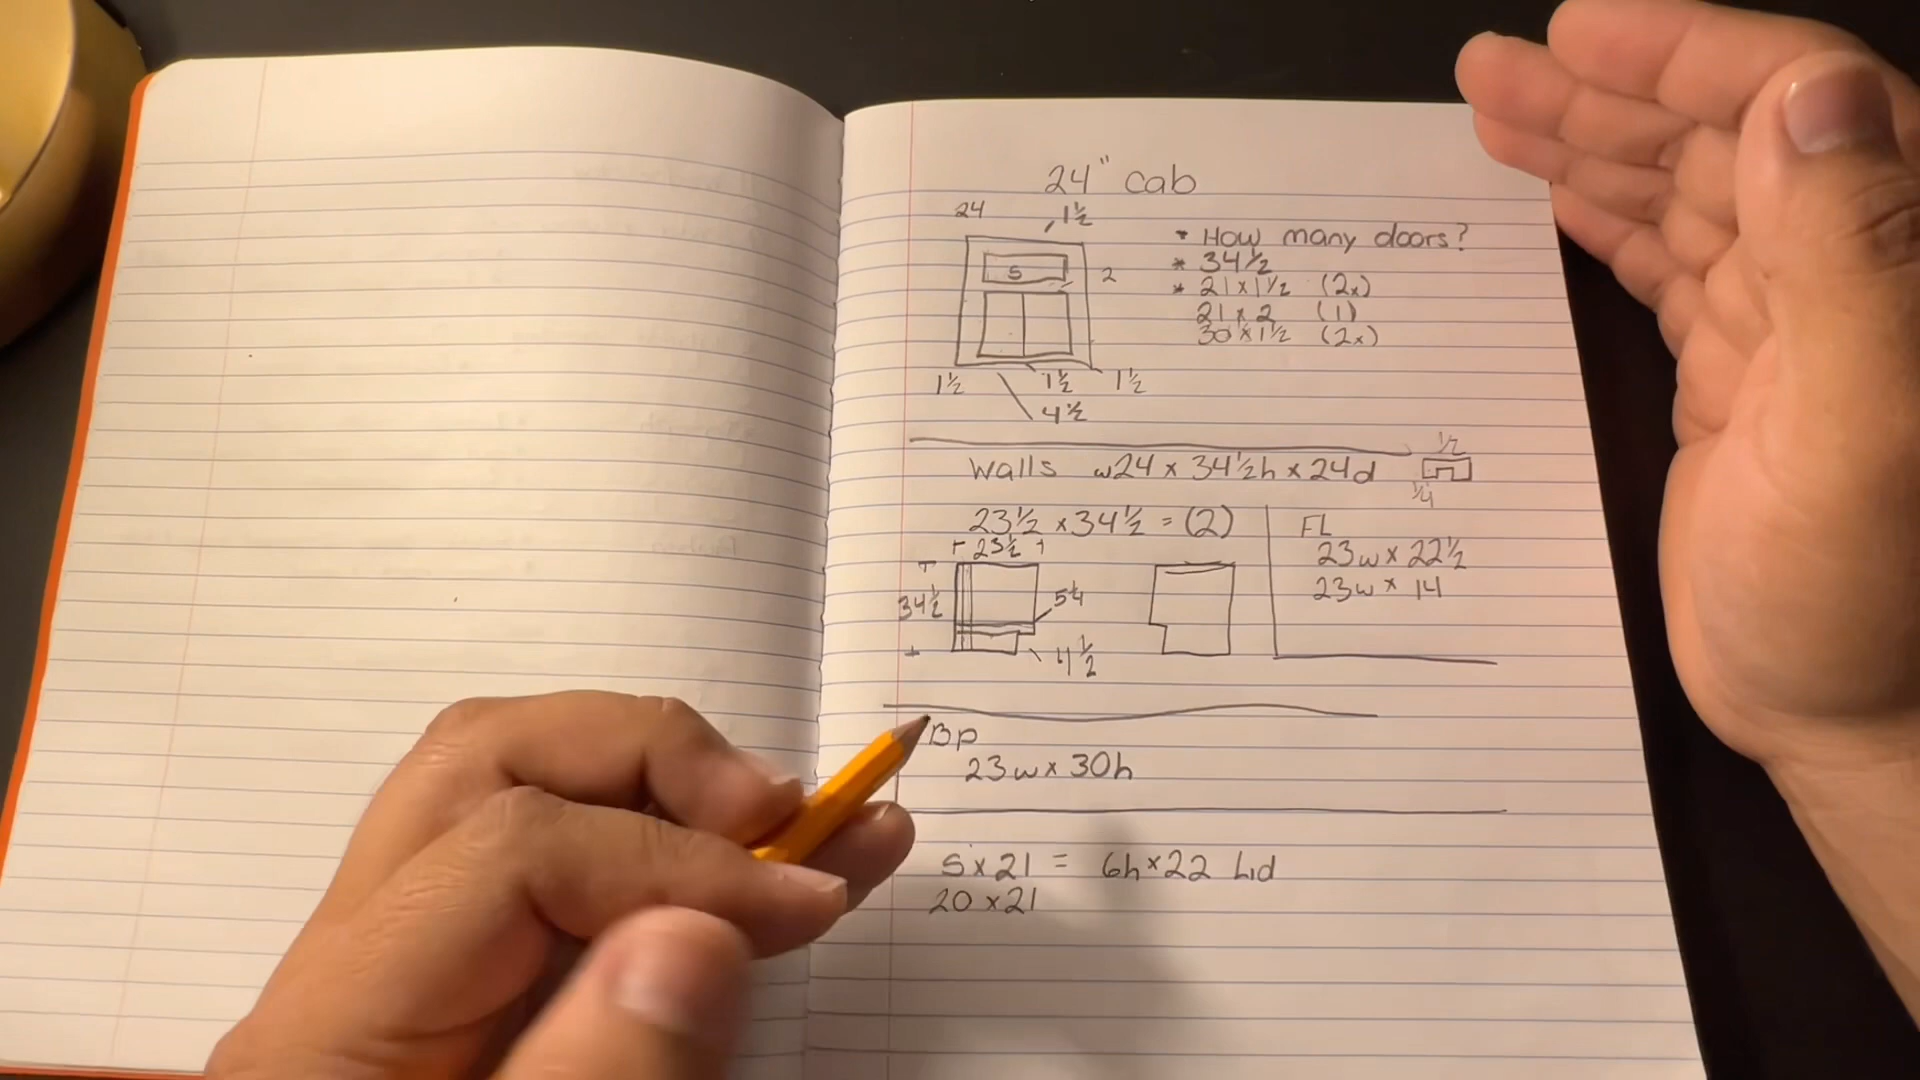 24" cab
24
1½
5
2
1½
1½
1½
4½
• How many doors?
* 34½
* 21 x 1½ (2x)
21 x 2 (1)
30 x 1½ (2x)
Walls w24 x 34½h x 24d
½
¼
23½ x 34½ = (2)
23½
34½
5¼
4½
FL
23w x 22½
23w x 14
Bp
23w x 30h
5 x 21 = 6h x 22
20 x 21